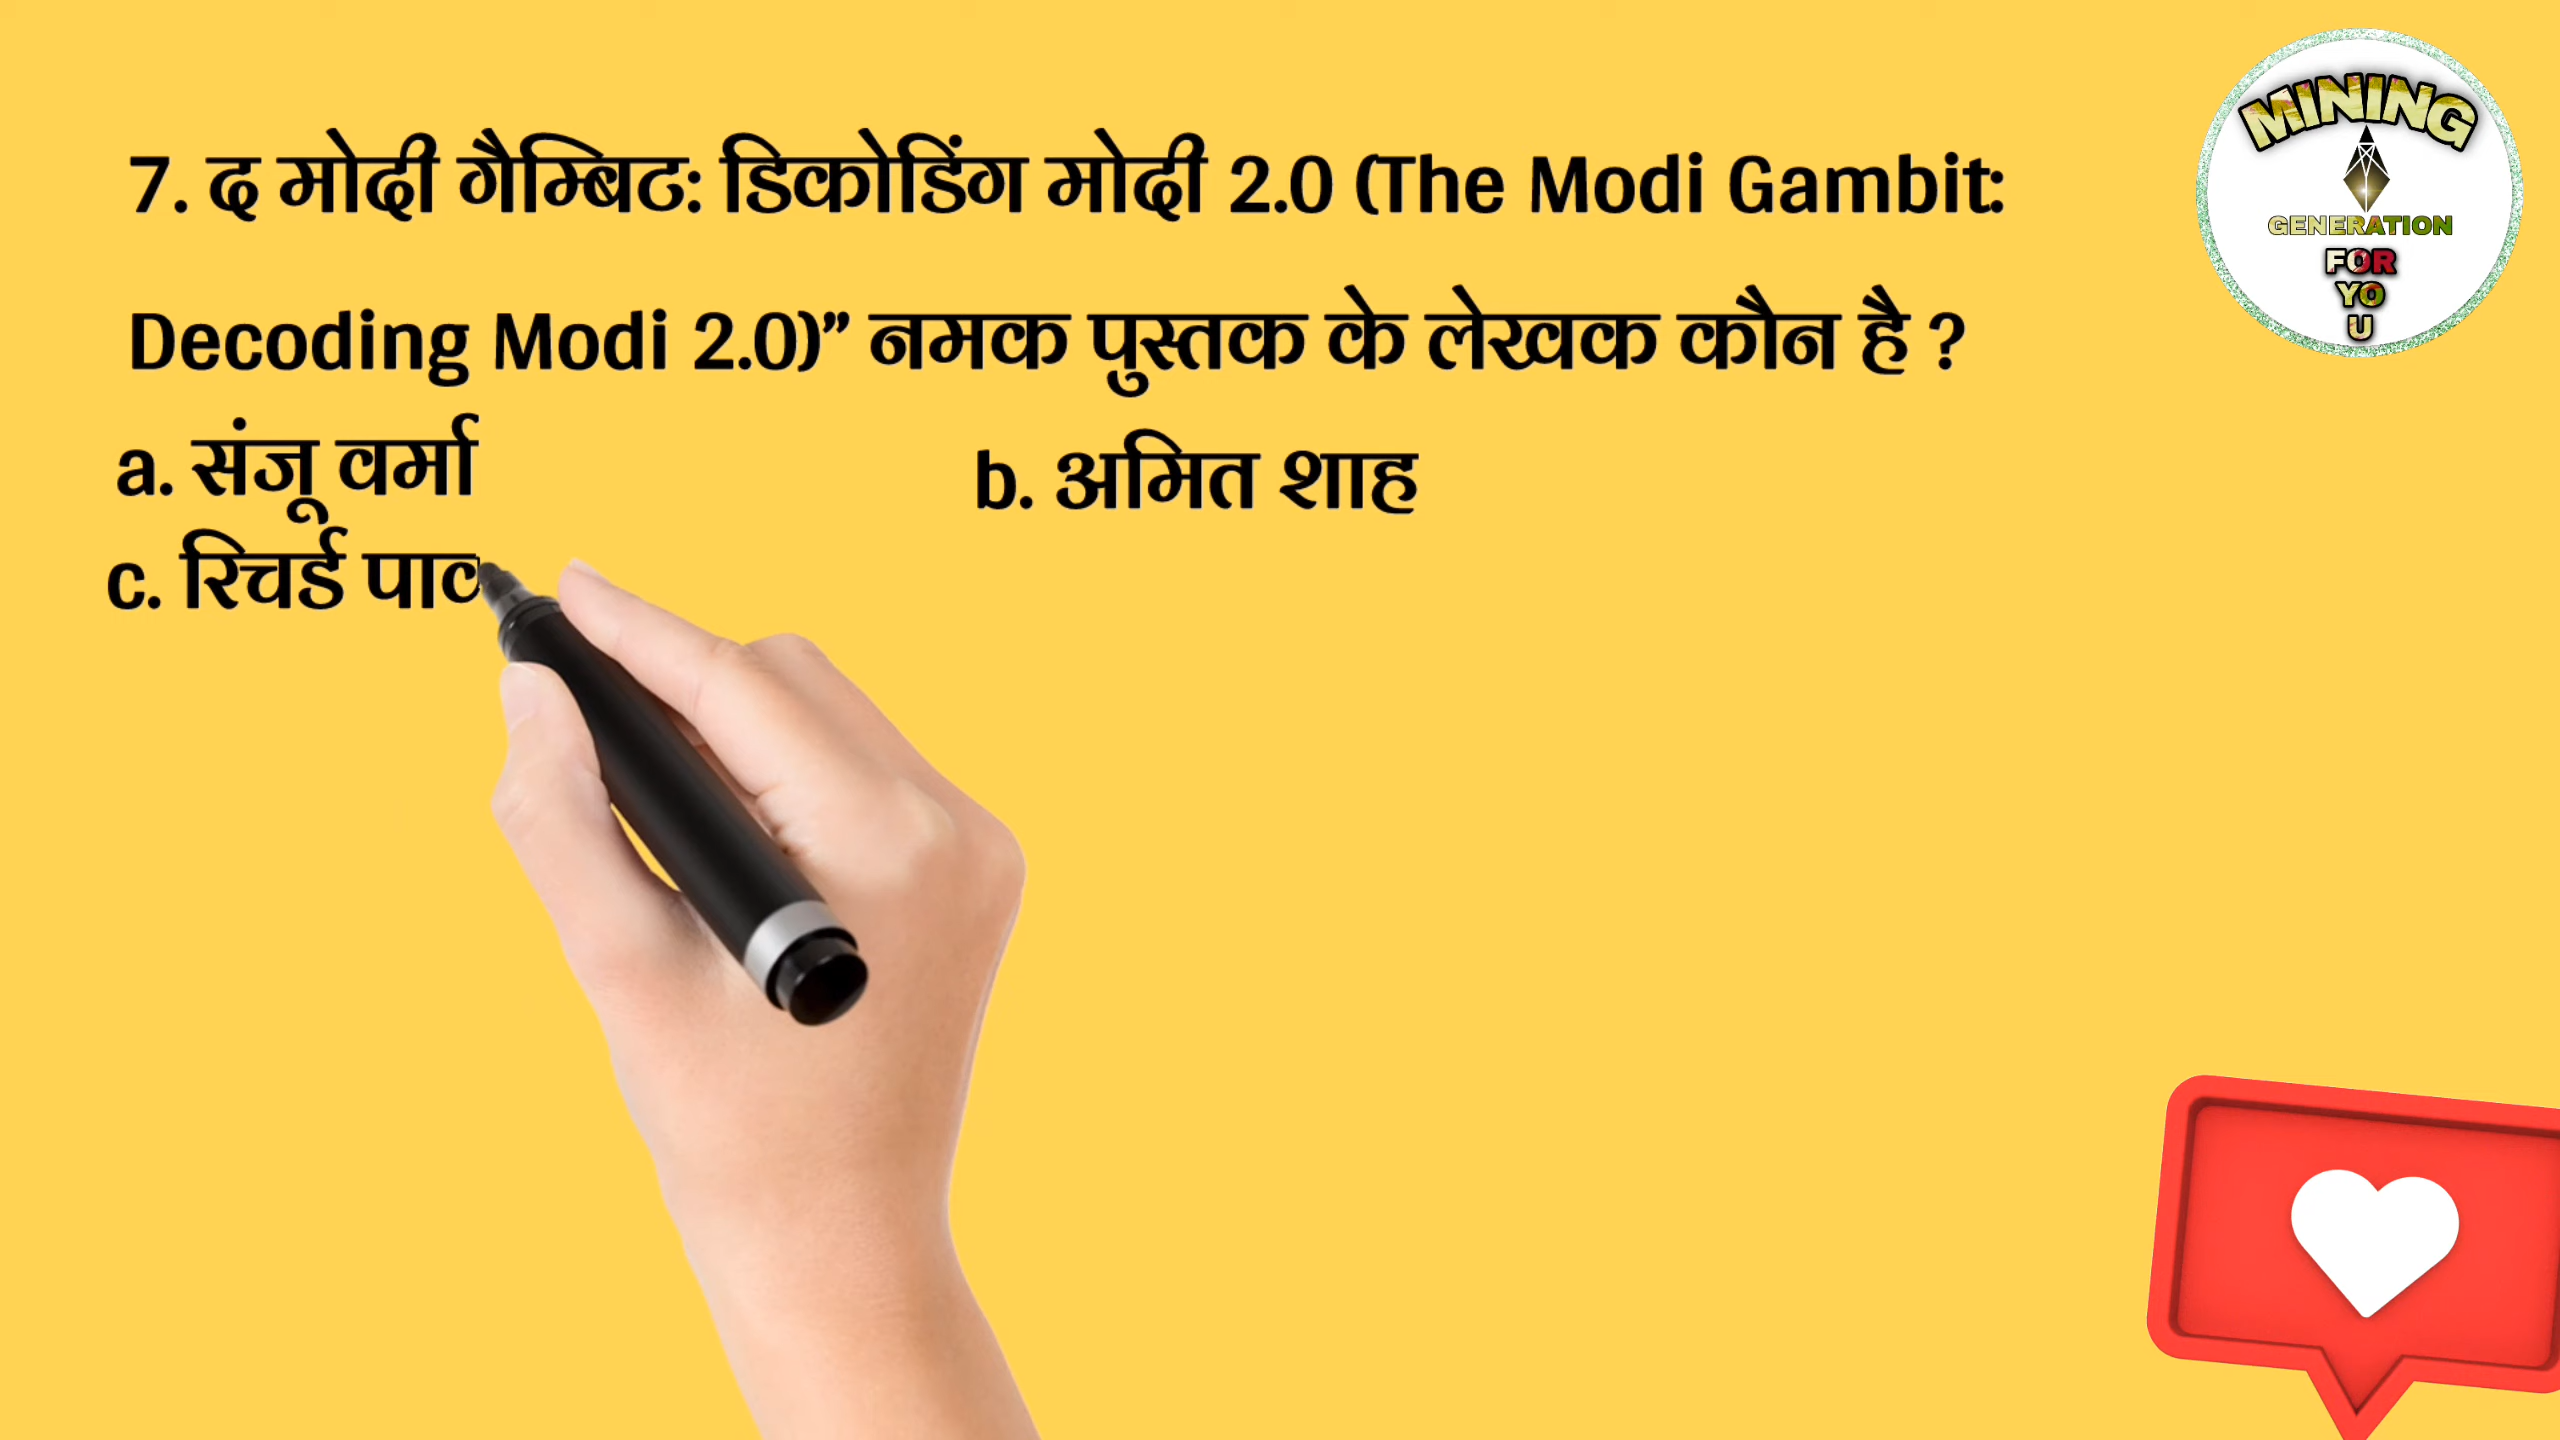 7. द मोदी गैम्बिट: डिकोडिंग मोदी 2.0 (The Modi Gambit:
Decoding Modi 2.0)” नमक पुस्तक के लेखक कौन है ?
a. संजू वर्मा
b. अमित शाह
c. रिचर्ड
MINING
GENERATION
FOR
YO
U